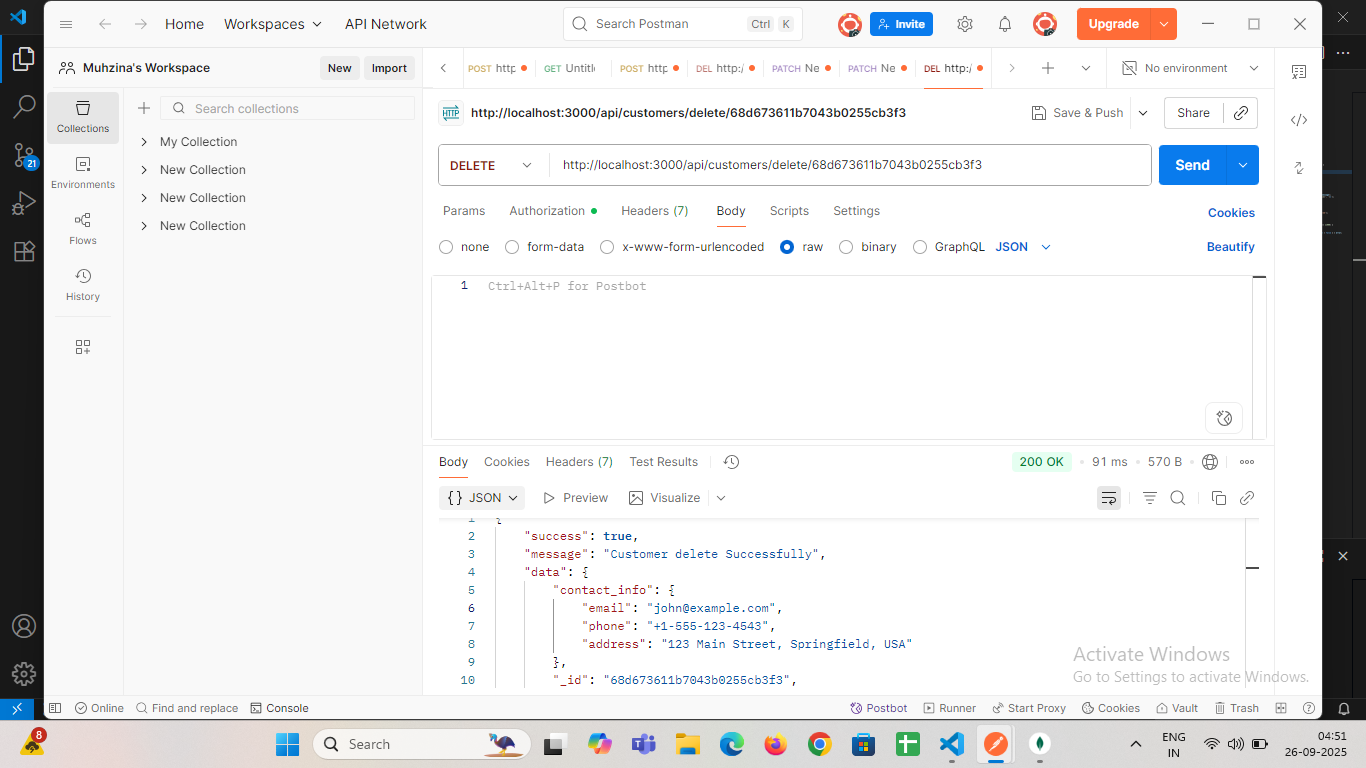 Home
Workspaces
API Network
Search Postman
Ctrl K
Invite
Upgrade
Muhzina's Workspace
New
Import
POST http
GET Untitle
POST http
DEL http:/
PATCH Ne
PATCH Ne
DEL http:/
No environment
Collections
Environments
Flows
History
Search collections
My Collection
New Collection
New Collection
New Collection
HTTP
http://localhost:3000/api/customers/delete/68d673611b7043b0255cb3f3
Save & Push
Share
DELETE
http://localhost:3000/api/customers/delete/68d673611b7043b0255cb3f3
Send
Params
Authorization
Headers (7)
Body
Scripts
Settings
Cookies
none
form-data
x-www-form-urlencoded
raw
binary
GraphQL
JSON
Beautify
1 Ctrl+Alt+P for Postbot
Body
Cookies
Headers (7)
Test Results
200 OK • 91 ms • 570 B
{} JSON
Preview
Visualize
1 {
2 "success": true,
3 "message": "Customer delete Successfully",
4 "data": {
5 "contact_info": {
6 "email": "john@example.com",
7 "phone": "+1-555-123-4543",
8 "address": "123 Main Street, Springfield, USA"
9 },
10 "_id": "68d673611b7043b0255cb3f3",
Activate Windows
Go to Settings to activate Windows.
Online
Find and replace
Console
Postbot
Runner
Start Proxy
Cookies
Vault
Trash
21
8
Search
ENG
IN
04:51
26-09-2025